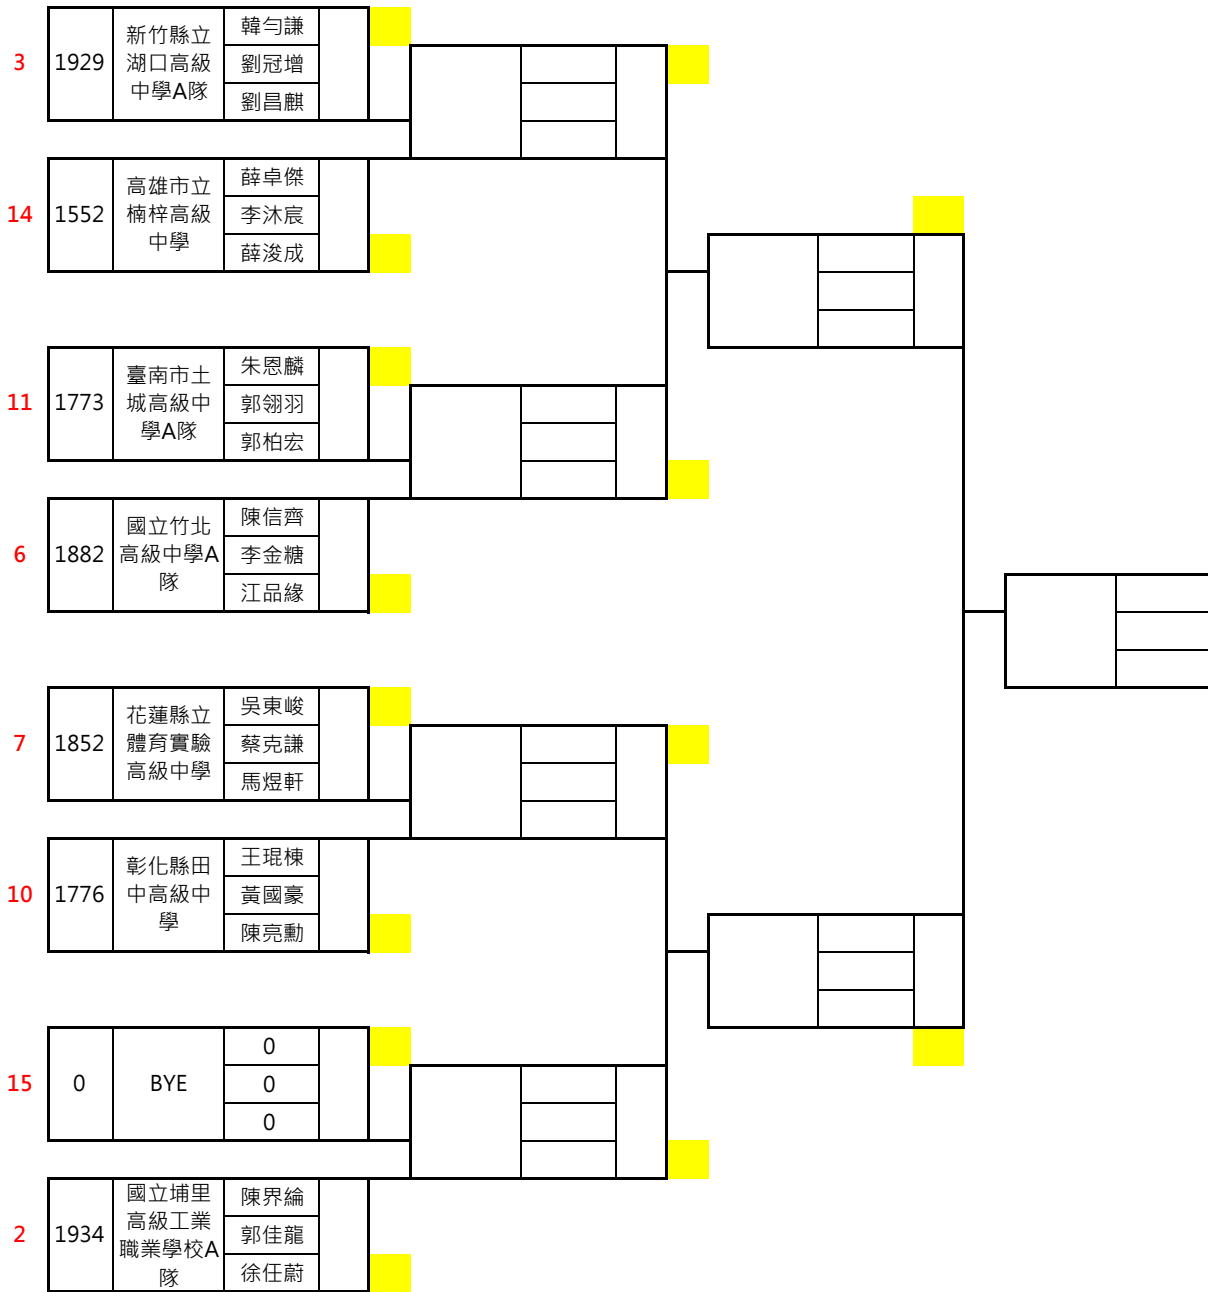 3
1929
新竹縣立
湖口高級
中學A隊
韓勻謙
劉冠增
劉昌麒
14
1552
高雄市立
楠梓高級
中學
薛卓傑
李沐宸
薛浚成
11
1773
臺南市土
城高級中
學A隊
朱恩麟
郭翎羽
郭柏宏
6
1882
國立竹北
高級中學A
隊
陳信齊
李金糖
江品緣
7
1852
花蓮縣立
體育實驗
高級中學
吳東峻
蔡克謙
馬煜軒
10
1776
彰化縣田
中高級中
學
王琨棟
黃國豪
陳亮勳
15
0
BYE
0
0
0
2
1934
國立埔里
高級工業
職業學校A
隊
陳界綸
郭佳龍
徐任蔚